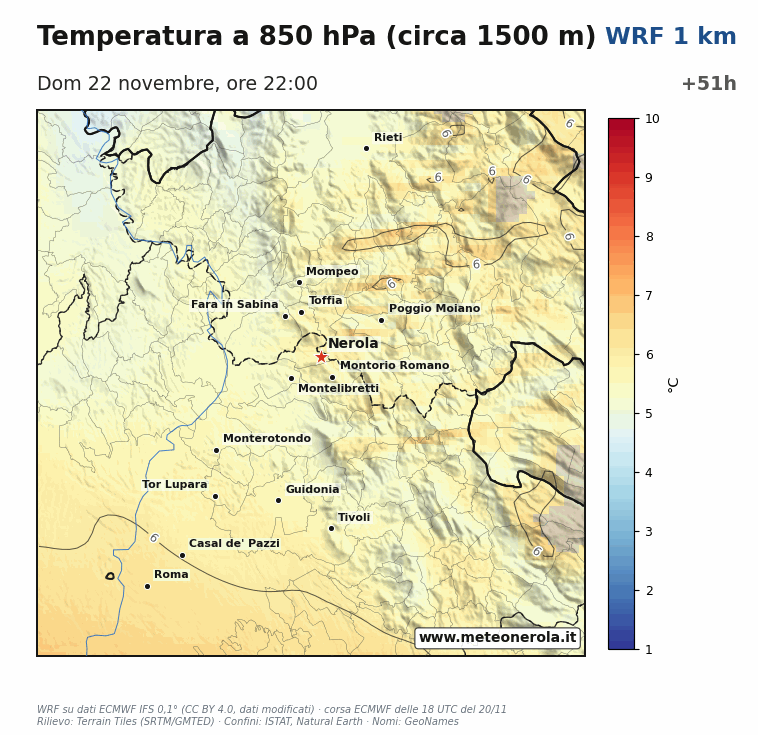 Temperatura a 850 hPa (circa 1500 m) WRF 1 km
Dom 22 novembre, ore 22:00 +51h
10
9
8
7
6
5
4
3
2
1
°C
6
6
6
6
6
6
6
6
6
6
6
Rieti
Mompeo
Fara in Sabina
Toffia
Poggio Moiano
Nerola
Montorio Romano
Montelibretti
Monterotondo
Tor Lupara
Guidonia
Tivoli
Casal de' Pazzi
Roma
www.meteonerola.it
WRF su dati ECMWF IFS 0,1° (CC BY 4.0, dati modificati) · corsa ECMWF delle 18 UTC del 20/11
Rilievo: Terrain Tiles (SRTM/GMTED) · Confini: ISTAT, Natural Earth · Nomi: GeoNames